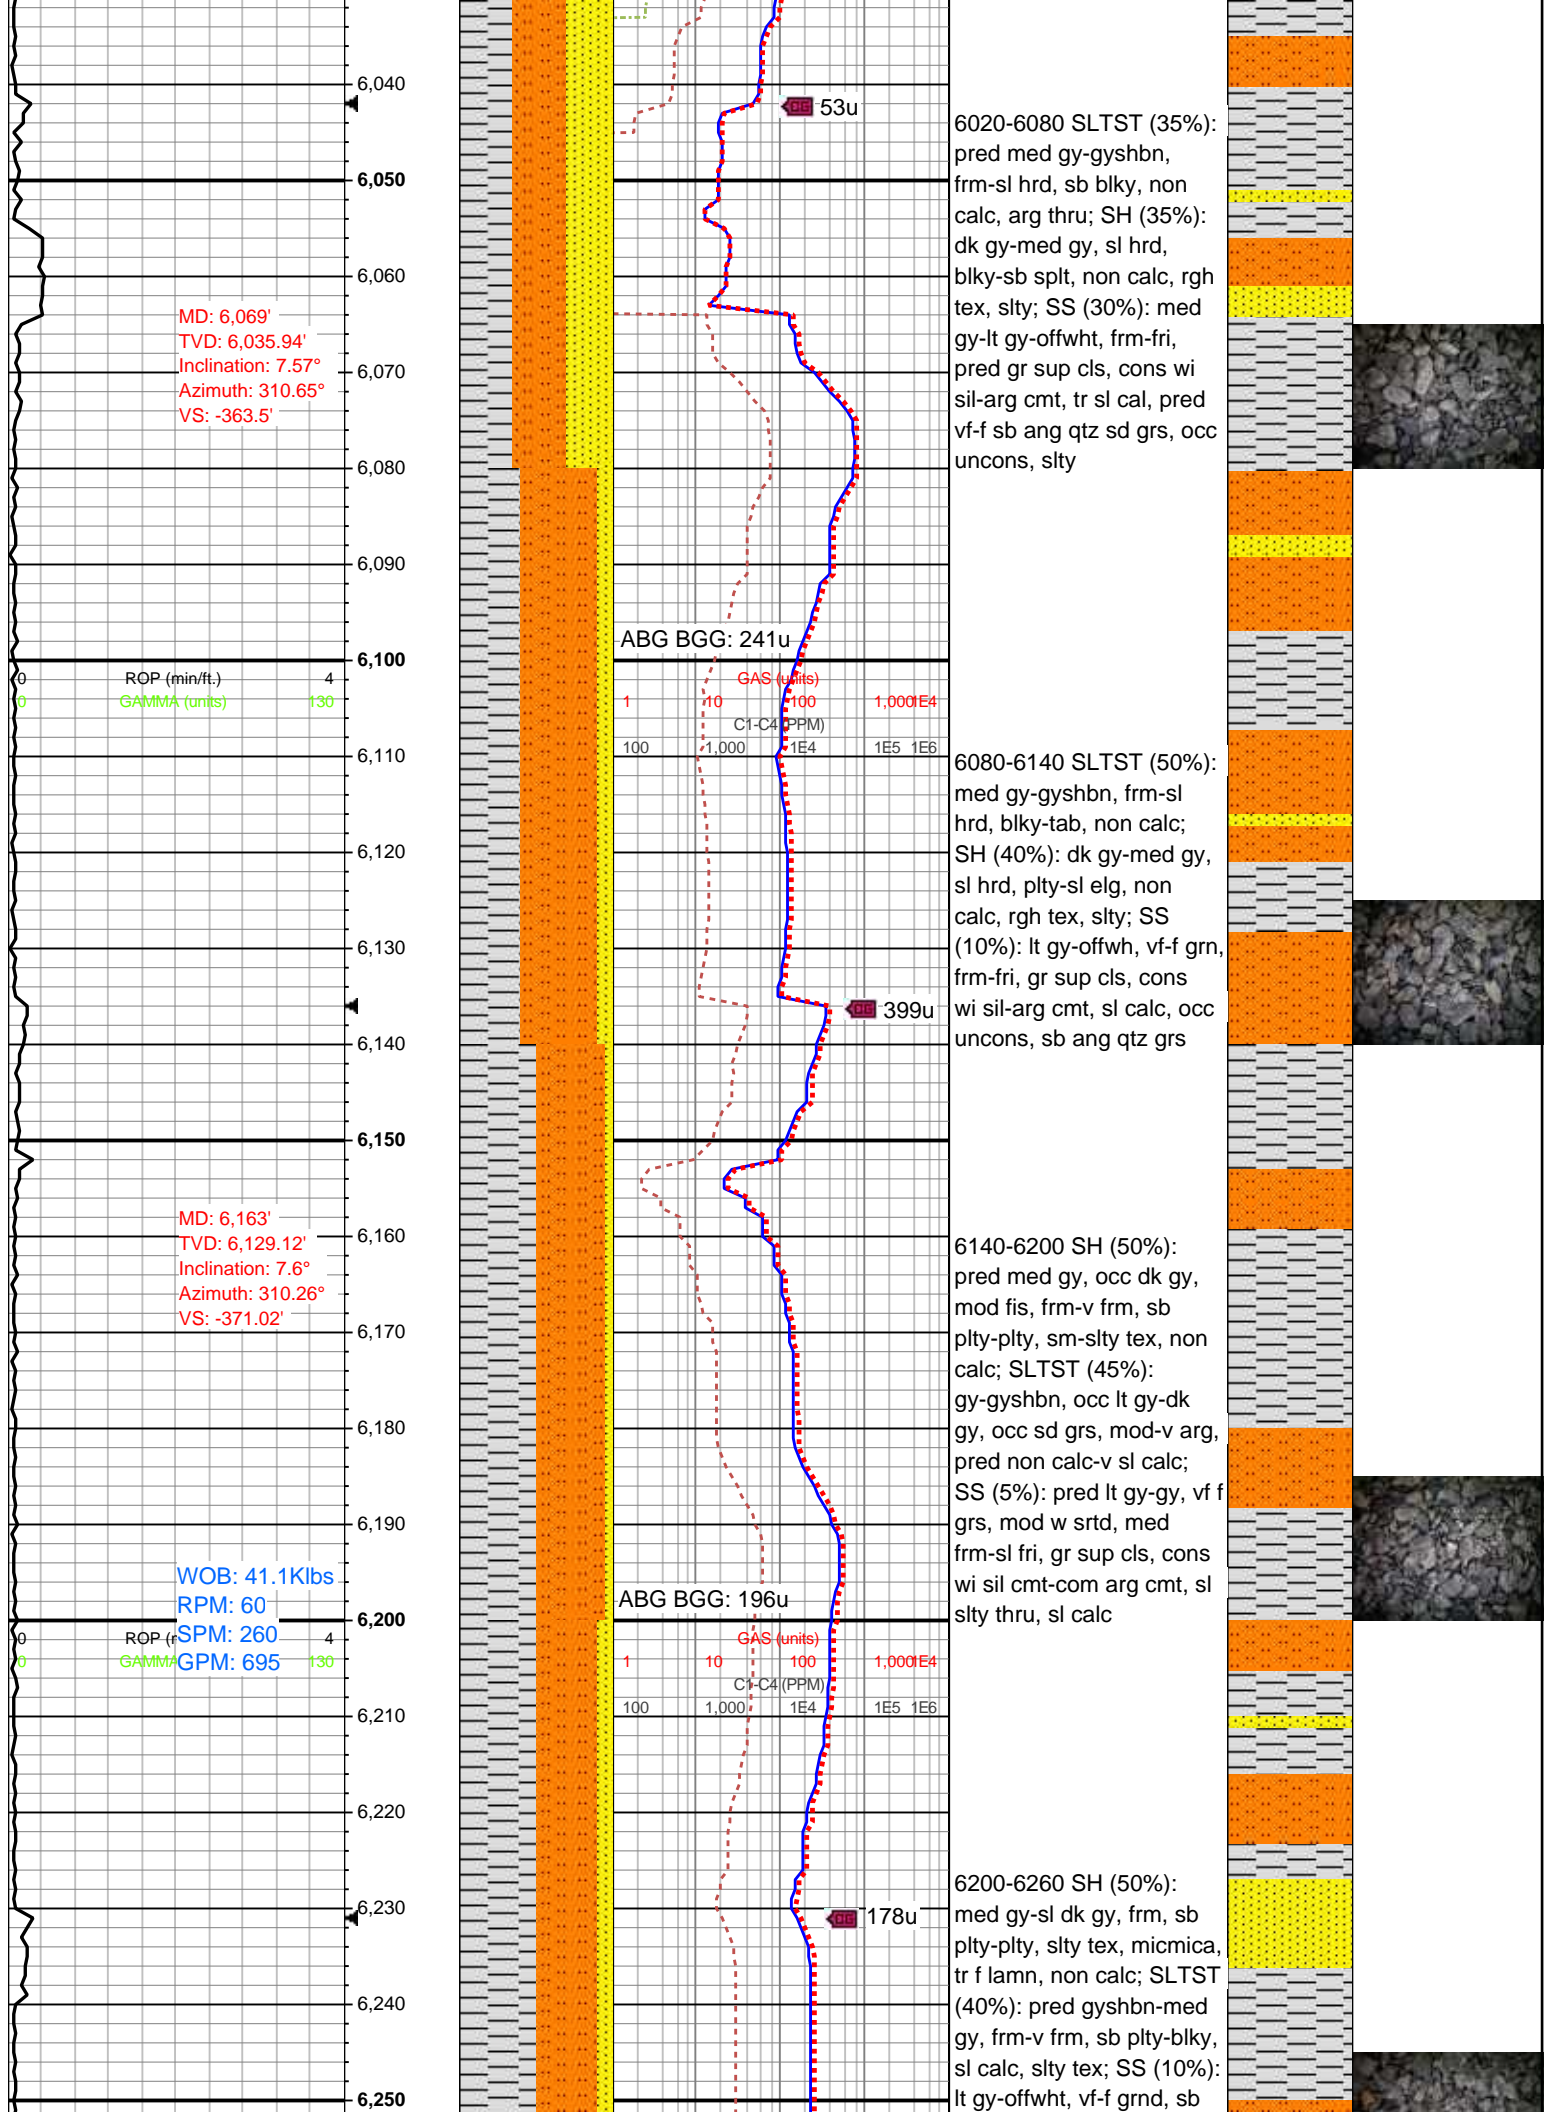 6,040
6,050
6,060
6,070
6,080
6,090
6,100
6,110
6,120
6,130
6,140
6,150
6,160
6,170
6,180
6,190
6,200
6,210
6,220
6,230
6,240
6,250
MD: 6,069'
TVD: 6,035.94'
Inclination: 7.57°
Azimuth: 310.65°
VS: -363.5'
0 ROP (min/ft.) 4
0 GAMMA (units) 130
MD: 6,163'
TVD: 6,129.12'
Inclination: 7.6°
Azimuth: 310.26°
VS: -371.02'
WOB: 41.1Klbs
RPM: 60
SPM: 260
GPM: 695
0 ROP (r 4
0 GAMMA 130
CG 53u
ABG BGG: 241u
GAS (units)
1 10 100 1,000 1E4
C1-C4 (PPM)
100 1,000 1E4 1E5 1E6
CG 399u
ABG BGG: 196u
GAS (units)
1 10 100 1,000 1E4
C1-C4 (PPM)
100 1,000 1E4 1E5 1E6
CG 178u
6020-6080 SLTST (35%):
pred med gy-gyshbn,
frm-sl hrd, sb blky, non
calc, arg thru; SH (35%):
dk gy-med gy, sl hrd,
blky-sb splt, non calc, rgh
tex, slty; SS (30%): med
gy-lt gy-offwht, frm-fri,
pred gr sup cls, cons wi
sil-arg cmt, tr sl cal, pred
vf-f sb ang qtz sd grs, occ
uncons, slty
6080-6140 SLTST (50%):
med gy-gyshbn, frm-sl
hrd, blky-tab, non calc;
SH (40%): dk gy-med gy,
sl hrd, plty-sl elg, non
calc, rgh tex, slty; SS
(10%): lt gy-offwh, vf-f grn,
frm-fri, gr sup cls, cons
wi sil-arg cmt, sl calc, occ
uncons, sb ang qtz grs
6140-6200 SH (50%):
pred med gy, occ dk gy,
mod fis, frm-v frm, sb
plty-plty, sm-slty tex, non
calc; SLTST (45%):
gy-gyshbn, occ lt gy-dk
gy, occ sd grs, mod-v arg,
pred non calc-v sl calc;
SS (5%): pred lt gy-gy, vf f
grs, mod w srtd, med
frm-sl fri, gr sup cls, cons
wi sil cmt-com arg cmt, sl
slty thru, sl calc
6200-6260 SH (50%):
med gy-sl dk gy, frm, sb
plty-plty, slty tex, micmica,
tr f lamn, non calc; SLTST
(40%): pred gyshbn-med
gy, frm-v frm, sb plty-blky,
sl calc, slty tex; SS (10%):
lt gy-offwht, vf-f grnd, sb